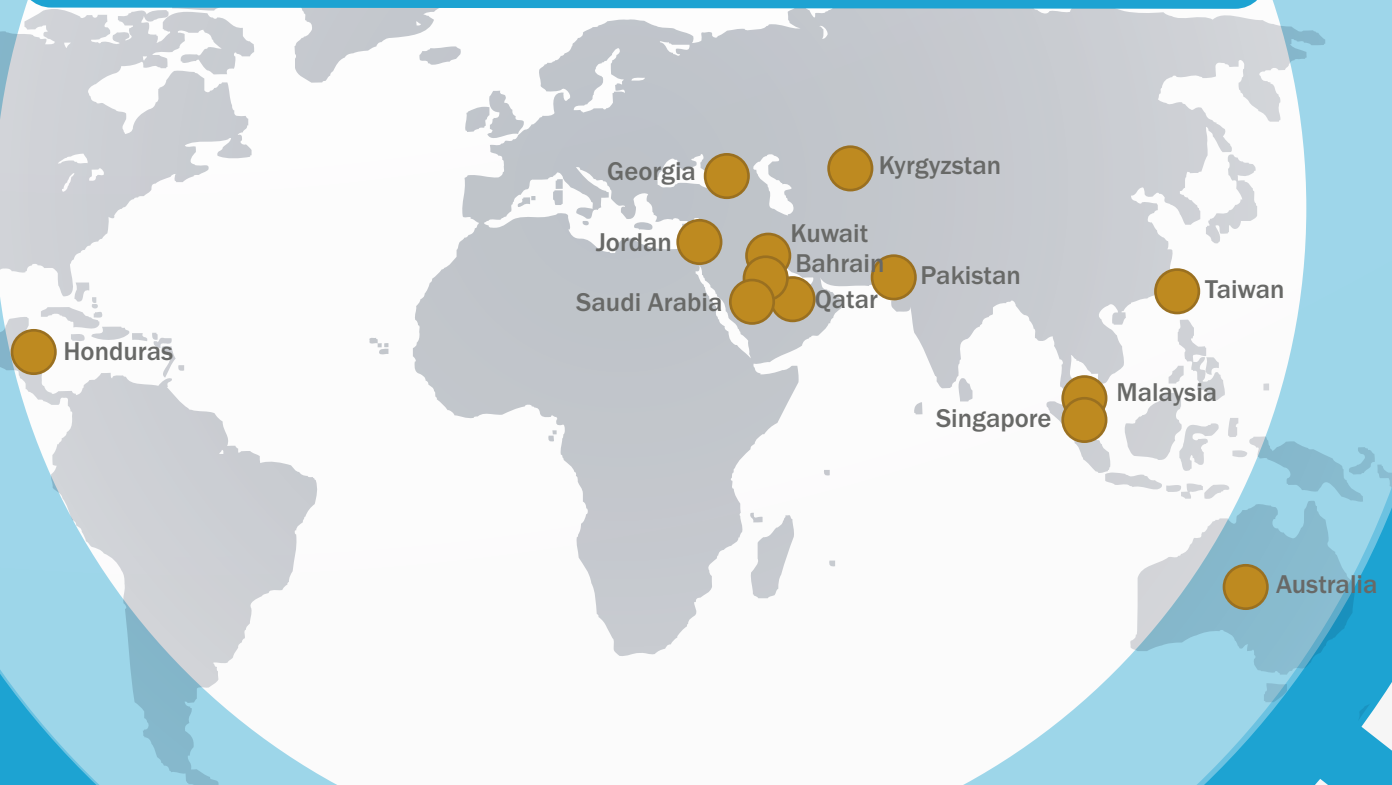 Georgia
Kyrgyzstan
Jordan
Kuwait
Bahrain
Pakistan
Saudi Arabia
Qatar
Taiwan
Honduras
Malaysia
Singapore
Australia